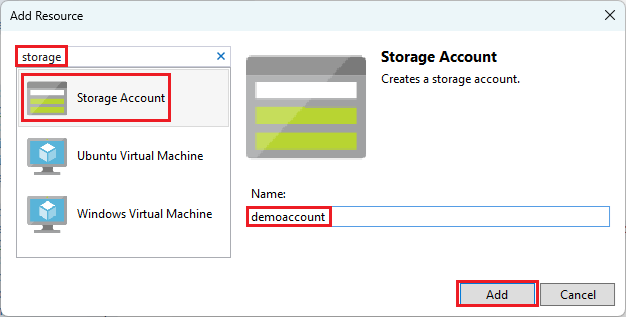 Add Resource
storage
Storage Account
Ubuntu Virtual Machine
Windows Virtual Machine
Storage Account
Creates a storage account.
Name:
demoaccount
Add
Cancel